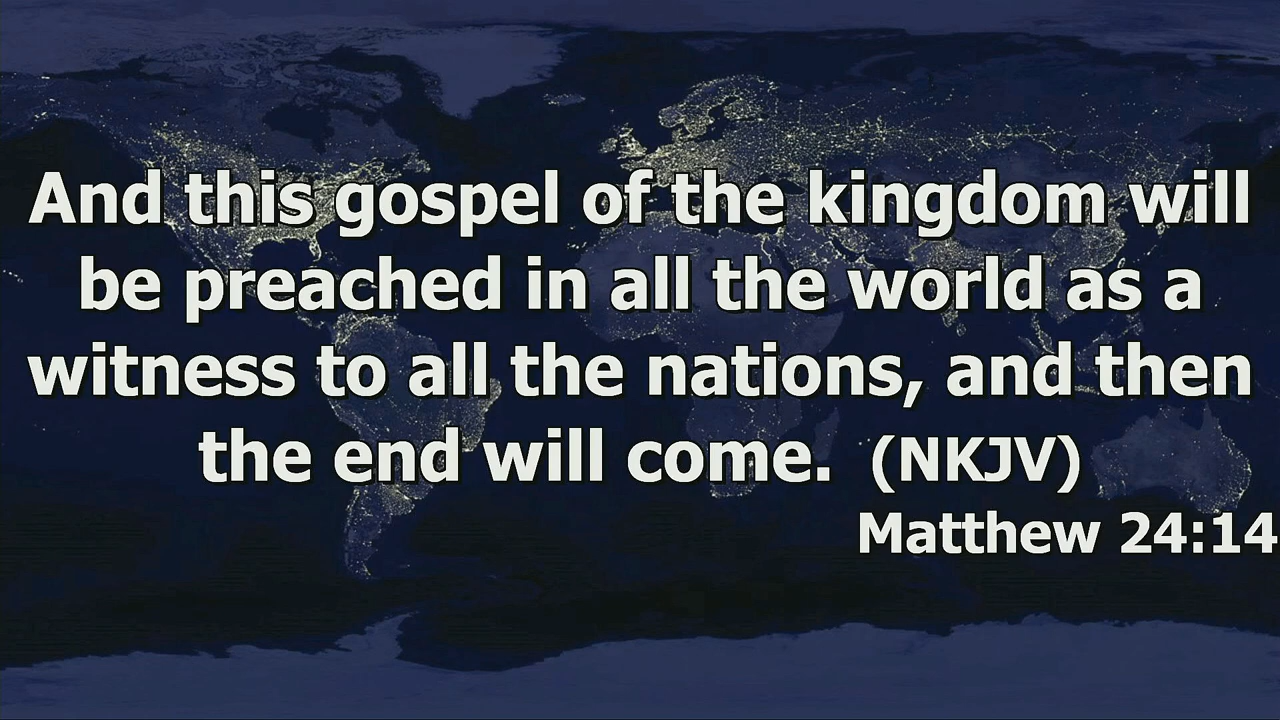 And this gospel of the kingdom will
be preached in all the world as a
witness to all the nations, and then
the end will come. (NKJV)
Matthew 24:14